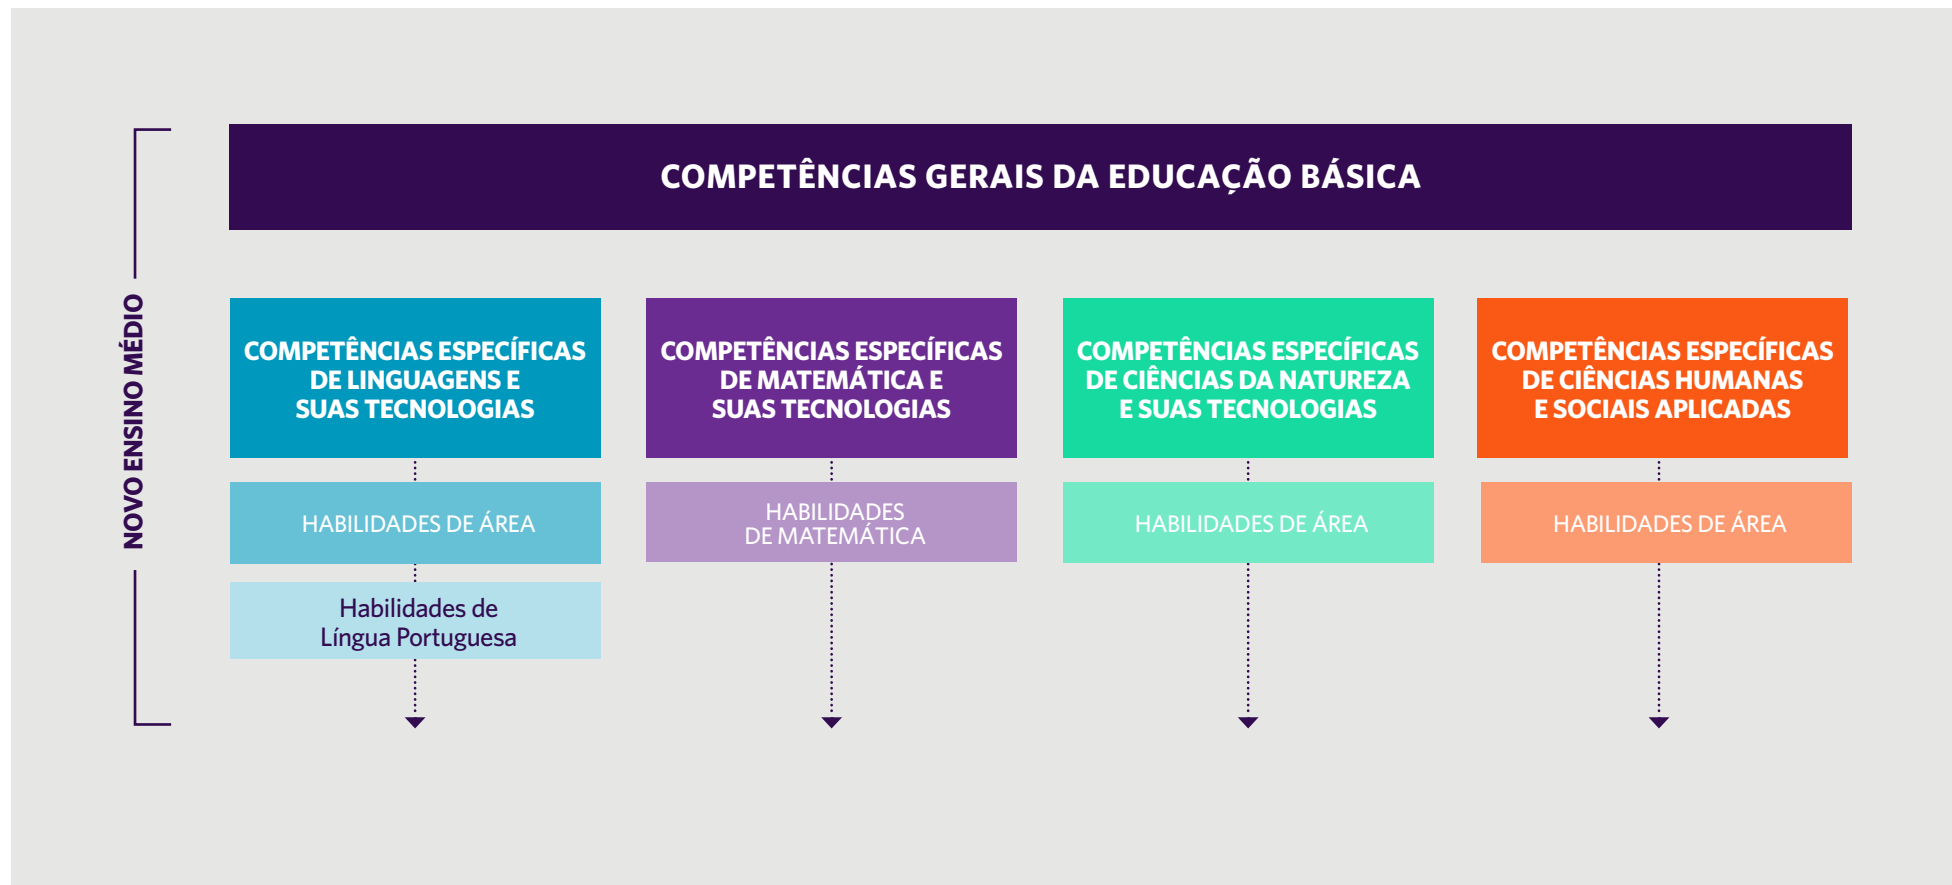 NOVO ENSINO MÉDIO
COMPETÊNCIAS GERAIS DA EDUCAÇÃO BÁSICA
COMPETÊNCIAS ESPECÍFICAS
DE LINGUAGENS E
SUAS TECNOLOGIAS
HABILIDADES DE ÁREA
Habilidades de
Língua Portuguesa
COMPETÊNCIAS ESPECÍFICAS
DE MATEMÁTICA E
SUAS TECNOLOGIAS
HABILIDADES
DE MATEMÁTICA
COMPETÊNCIAS ESPECÍFICAS
DE CIÊNCIAS DA NATUREZA
E SUAS TECNOLOGIAS
HABILIDADES DE ÁREA
COMPETÊNCIAS ESPECÍFICAS
DE CIÊNCIAS HUMANAS
E SOCIAIS APLICADAS
HABILIDADES DE ÁREA